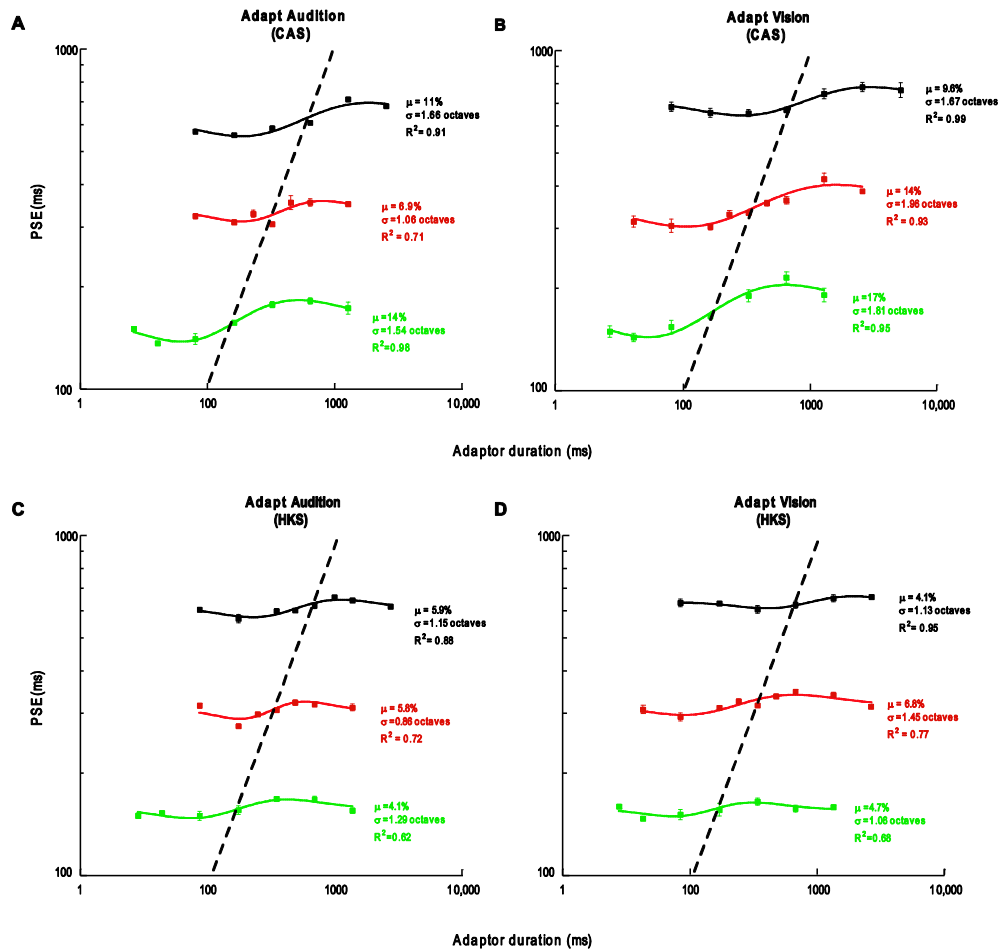 A
Adapt Audition
(CAS)
1000
100
PSE (ms)
μ = 11%
σ =1.66 octaves
R² = 0.91
μ = 6.9%
σ =1.06 octaves
R² = 0.71
μ =14%
σ =1.54 octaves
R²=0.98
1
100
1000
10,000
B
Adapt Vision
(CAS)
1000
100
μ = 9.6%
σ =1.67 octaves
R² = 0.99
μ = 14%
σ =1.96 octaves
R² = 0.93
μ =17%
σ =1.81 octaves
R²=0.95
1
100
1000
10,000
Adaptor duration (ms)
C
Adapt Audition
(HKS)
1000
100
PSE (ms)
μ = 5.9%
σ =1.15 octaves
R² = 0.88
μ = 5.8%
σ =0.86 octaves
R² = 0.72
μ =4.1%
σ =1.29 octaves
R²=0.62
1
100
1000
10,000
D
Adapt Vision
(HKS)
1000
100
μ = 4.1%
σ =1.13 octaves
R² = 0.95
μ = 6.8%
σ =1.45 octaves
R² = 0.77
μ =4.7%
σ =1.06 octaves
R²=0.68
1
100
1000
10,000
Adaptor duration (ms)